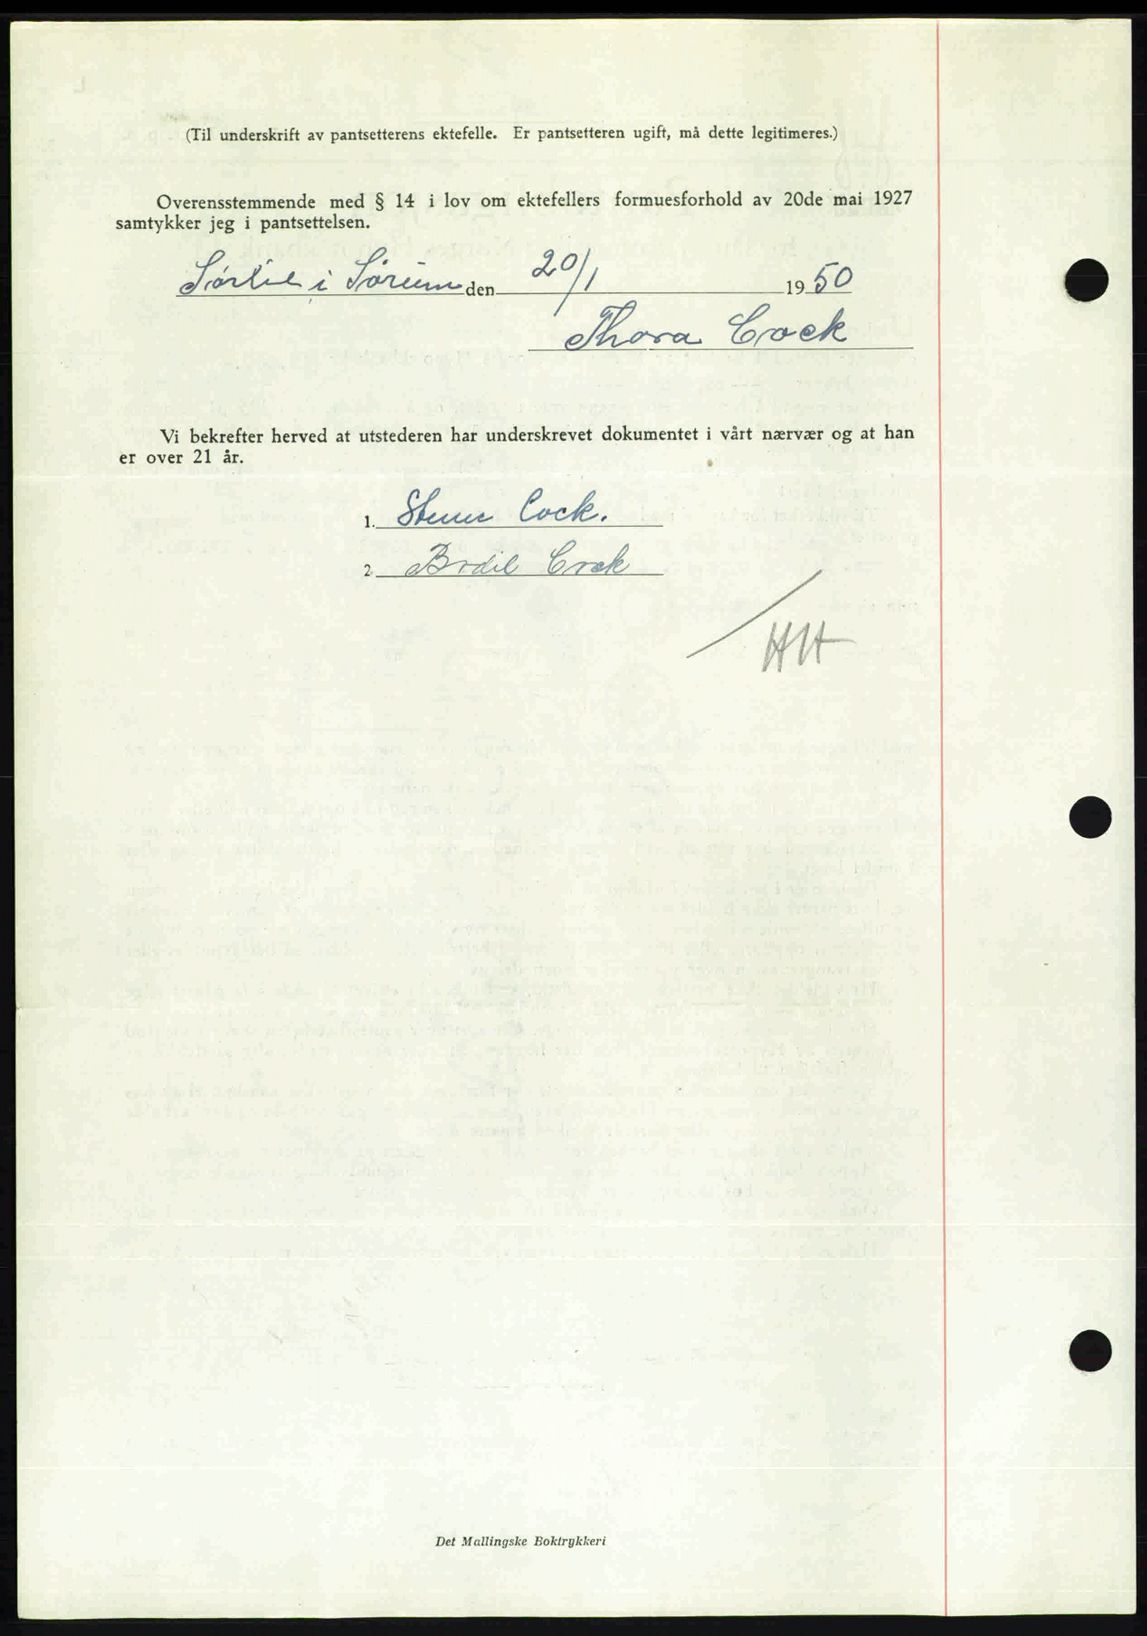 (Til underskrift av pantsetterens ektefelle. Er pantsetteren ugift, må dette legitimeres.)
Overensstemmende med § 14 i lov om ektefellers formuesforhold av 20de mai 1927
samtykker jeg i pantsettelsen.
i Sørum den 20/1 1950
Thora Cock
Vi bekrefter herved at utstederen har underskrevet dokumentet i vårt nærvær og at han
er over 21 år.
1. Cock.
2 Bodil Cock
HH
Det Mallingske Boktrykkeri